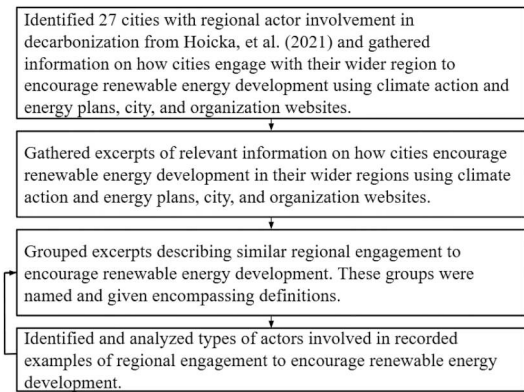 Identified 27 cities with regional actor involvement in
decarbonization from Hoicka, et al. (2021) and gathered
information on how cities engage with their wider region to
encourage renewable energy development using climate action and
energy plans, city, and organization websites.
Gathered excerpts of relevant information on how cities encourage
renewable energy development in their wider regions using climate
action and energy plans, city, and organization websites.
Grouped excerpts describing similar regional engagement to
encourage renewable energy development. These groups were
named and given encompassing definitions.
Identified and analyzed types of actors involved in recorded
examples of regional engagement to encourage renewable energy
development.